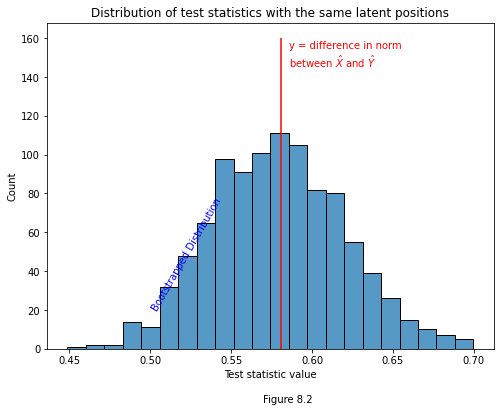 Distribution of test statistics with the same latent positions
160
140
120
100
80
60
40
20
0
Count
y = difference in norm
between X̂ and Ŷ
Bootstrapped Distribution
0.45 0.50 0.55 0.60 0.65 0.70
Test statistic value
Figure 8.2